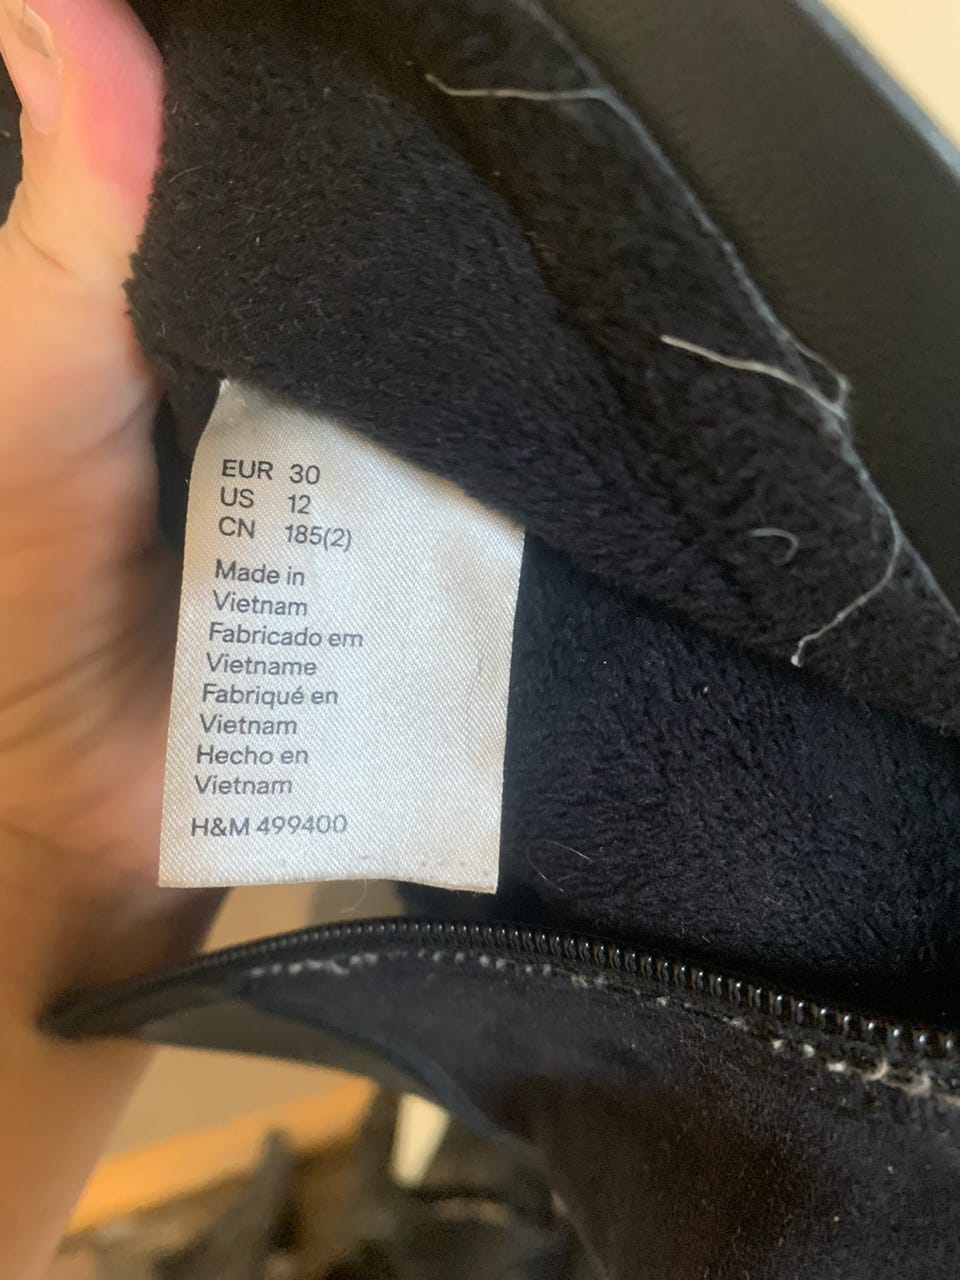 EUR 30
US 12
CN 185(2)
Made in
Vietnam
Fabricado em
Vietname
Fabriqué en
Vietnam
Hecho en
Vietnam
H&M 499400